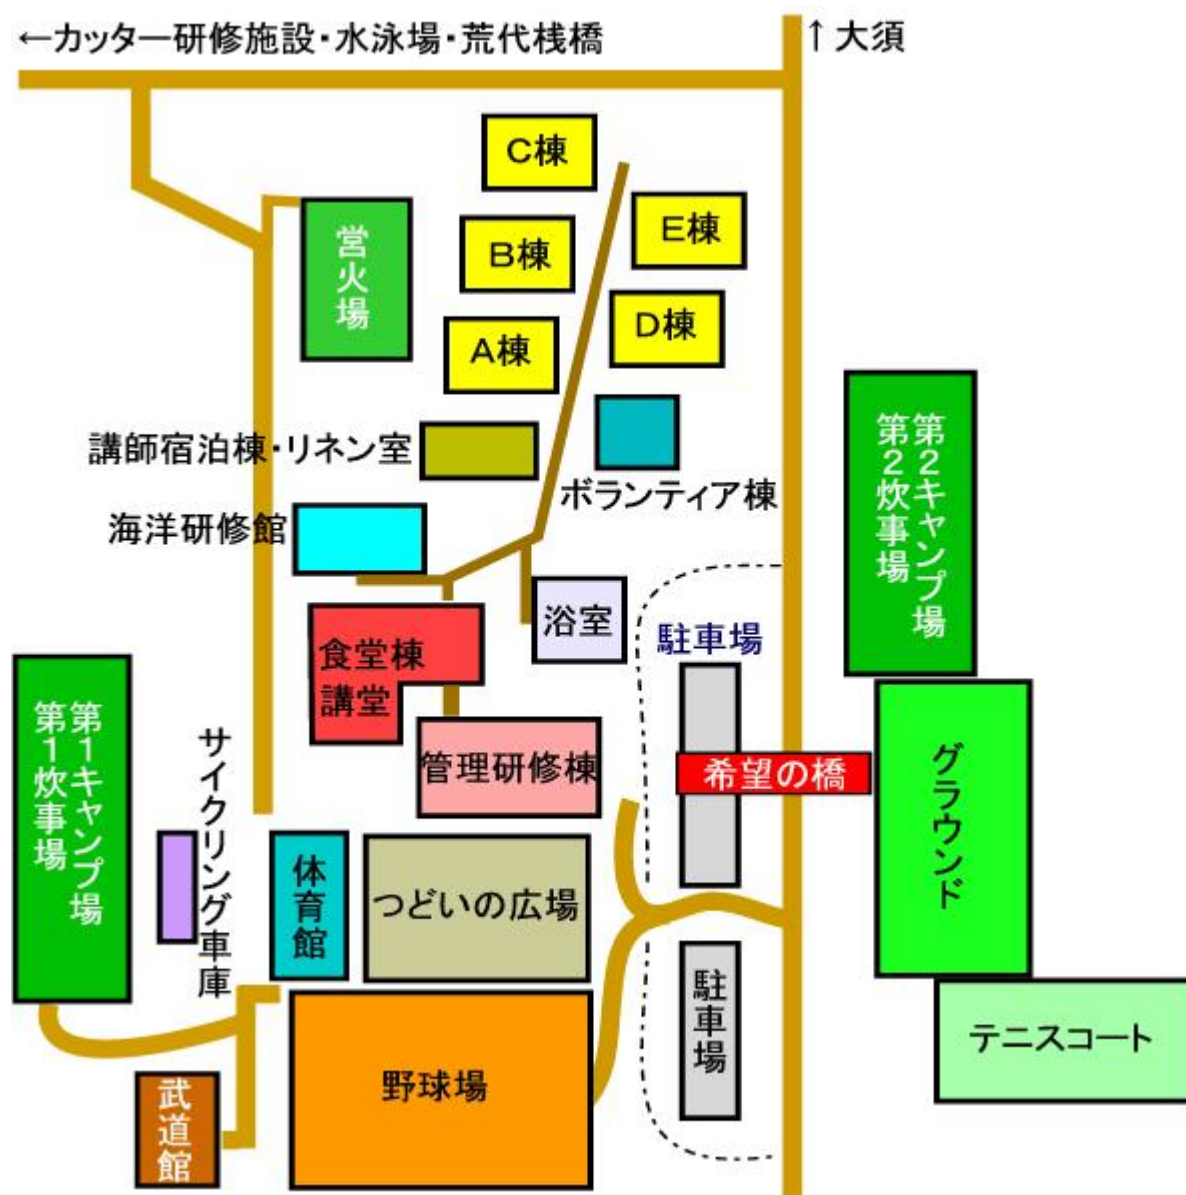 ←カッター研修施設・水泳場・荒代桟橋
↑大須
C棟
E棟
B棟
営火場
D棟
A棟
講師宿泊棟・リネン室
ボランティア棟
海洋研修館
第2キャンプ場
第2炊事場
浴室
駐車場
食堂棟
講堂
管理研修棟
希望の橋
グラウンド
第1キャンプ場
第1炊事場
サイクリング車庫
体育館
つどいの広場
駐車場
テニスコート
野球場
武道館